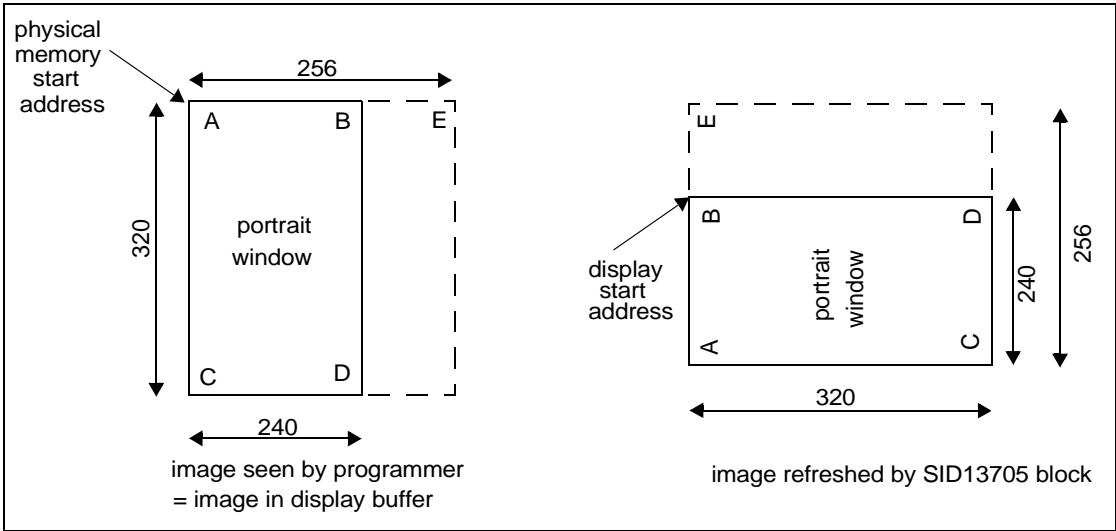 physical
memory
start
address
256
A
B
E
320
portrait
window
C
D
240
image seen by programmer
= image in display buffer
E
B
D
display
start
address
portrait
window
240
256
A
C
320
image refreshed by SID13705 block